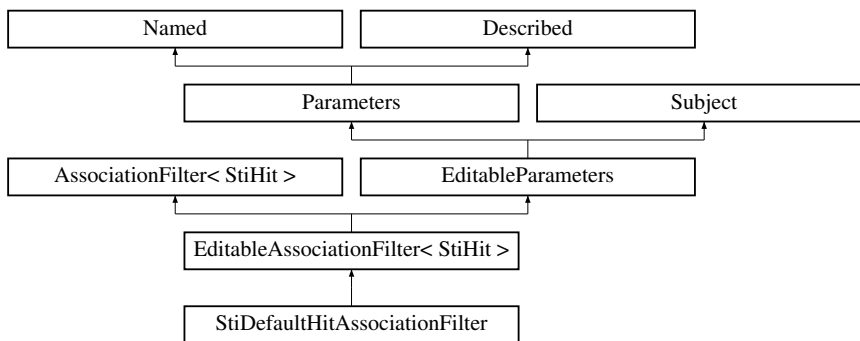 Named
Described
Parameters
Subject
AssociationFilter< StiHit >
EditableParameters
EditableAssociationFilter< StiHit >
StiDefaultHitAssociationFilter